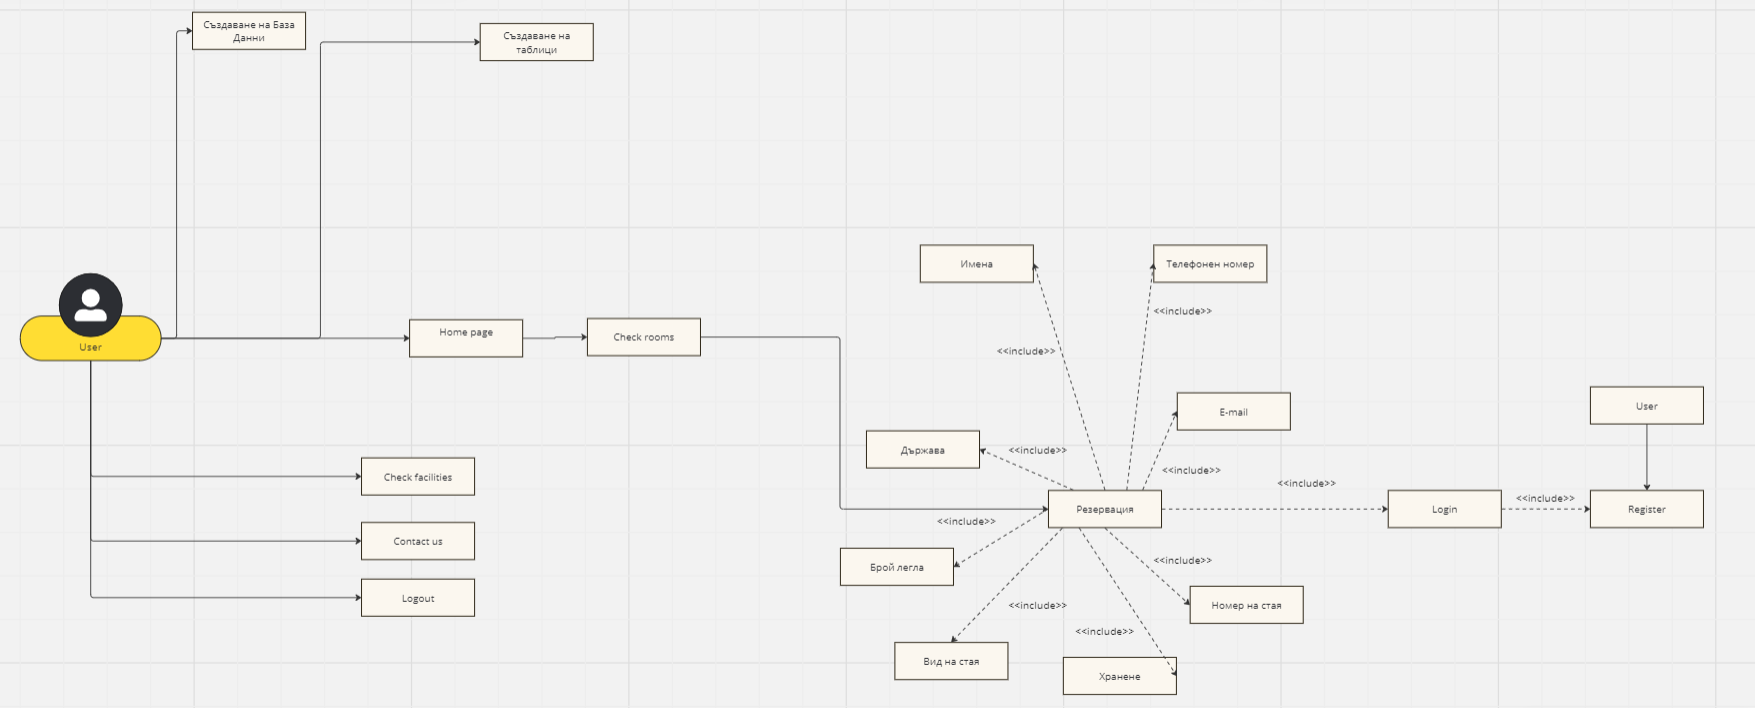 Създаване на База
Данни
Създаване на
таблици
Имена
Телефонен номер
<<include>>
User
Home page
Check rooms
<<include>>
E-mail
User
Държава
<<include>>
<<include>>
Check facilities
<<include>>
<<include>>
Резервация
Login
Register
<<include>>
Contact us
<<include>>
Брой легла
Logout
<<include>>
Номер на стая
<<include>>
Вид на стая
Хранене